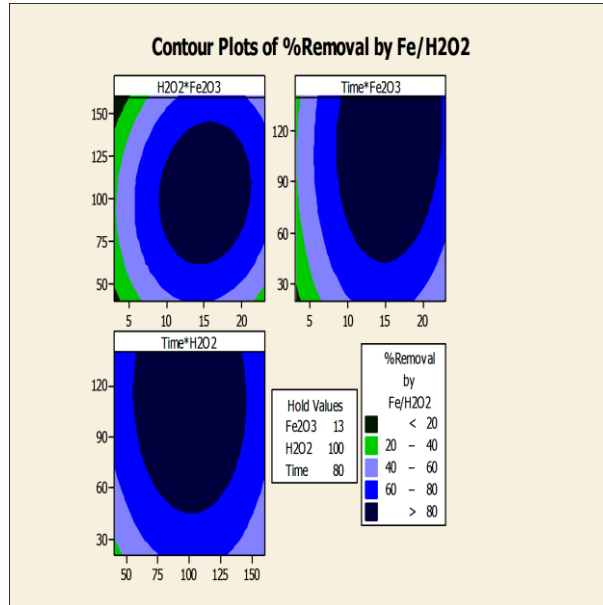 Contour Plots of %Removal by Fe/H2O2
H2O2*Fe2O3
150
125
100
75
50
5 10 15 20
Time*Fe2O3
120
90
60
30
5 10 15 20
Time*H2O2
120
90
60
30
50 75 100 125 150
Hold Values
Fe2O3 13
H2O2 100
Time 80
%Removal
by
Fe/H2O2
< 20
20 – 40
40 – 60
60 – 80
> 80